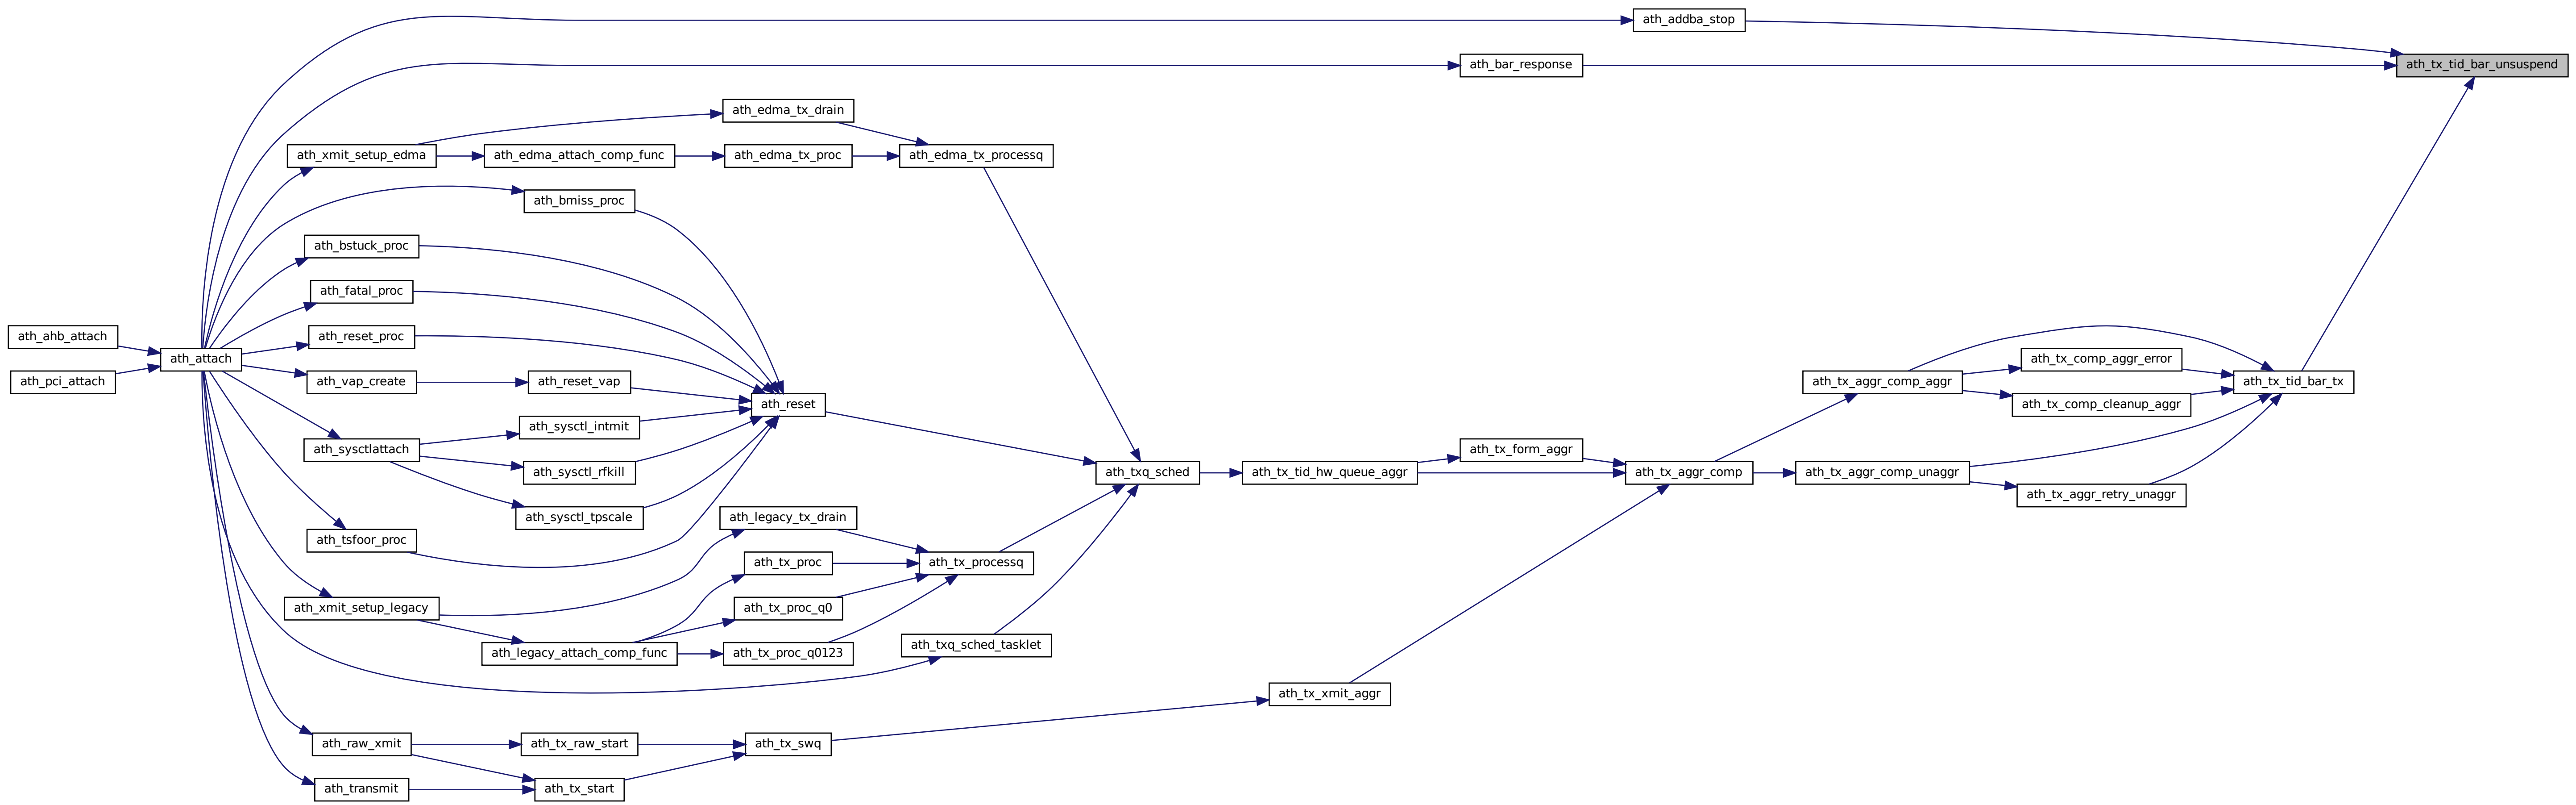 ath_addba_stop
ath_bar_response
ath_tx_tid_bar_unsuspend
ath_edma_tx_drain
ath_xmit_setup_edma
ath_edma_attach_comp_func
ath_edma_tx_proc
ath_edma_tx_processq
ath_bmiss_proc
ath_bstuck_proc
ath_fatal_proc
ath_ahb_attach
ath_reset_proc
ath_attach
ath_tx_comp_aggr_error
ath_pci_attach
ath_vap_create
ath_reset_vap
ath_tx_aggr_comp_aggr
ath_tx_tid_bar_tx
ath_reset
ath_tx_comp_cleanup_aggr
ath_sysctl_intmit
ath_sysctlattach
ath_tx_form_aggr
ath_sysctl_rfkill
ath_txq_sched
ath_tx_tid_hw_queue_aggr
ath_tx_aggr_comp
ath_tx_aggr_comp_unaggr
ath_tx_aggr_retry_unaggr
ath_sysctl_tpscale
ath_legacy_tx_drain
ath_tsfoor_proc
ath_tx_proc
ath_tx_processq
ath_xmit_setup_legacy
ath_tx_proc_q0
ath_txq_sched_tasklet
ath_legacy_attach_comp_func
ath_tx_proc_q0123
ath_tx_xmit_aggr
ath_raw_xmit
ath_tx_raw_start
ath_tx_swq
ath_transmit
ath_tx_start